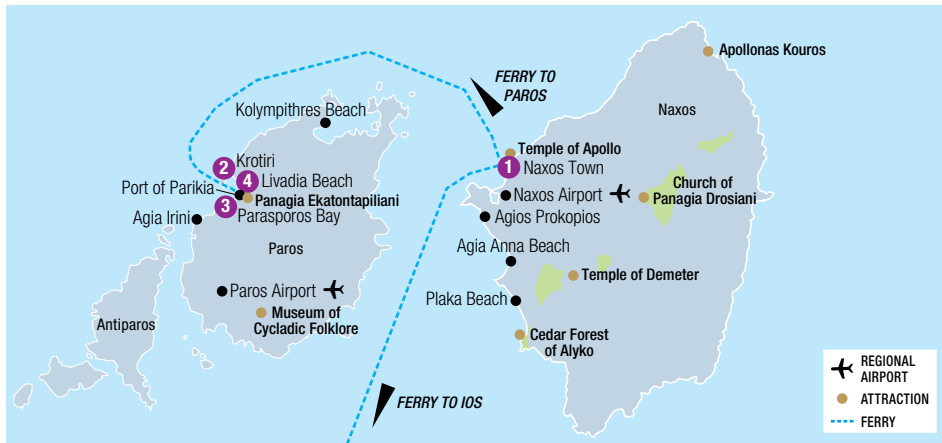 Apollonas Kouros
FERRY TO
PAROS
Kolympithres Beach
Naxos
Temple of Apollo
1 Naxos Town
2 Krotiri
4 Livadia Beach
Port of Parikia
Panagia Ekatontapiliani
3 Parasporos Bay
Agia Irini
Naxos Airport
Church of
Panagia Drosiani
Agios Prokopios
Paros
Agia Anna Beach
Temple of Demeter
Paros Airport
Plaka Beach
Museum of
Cycladic Folklore
Antiparos
Cedar Forest
of Alyko
FERRY TO IOS
REGIONAL
AIRPORT
ATTRACTION
FERRY